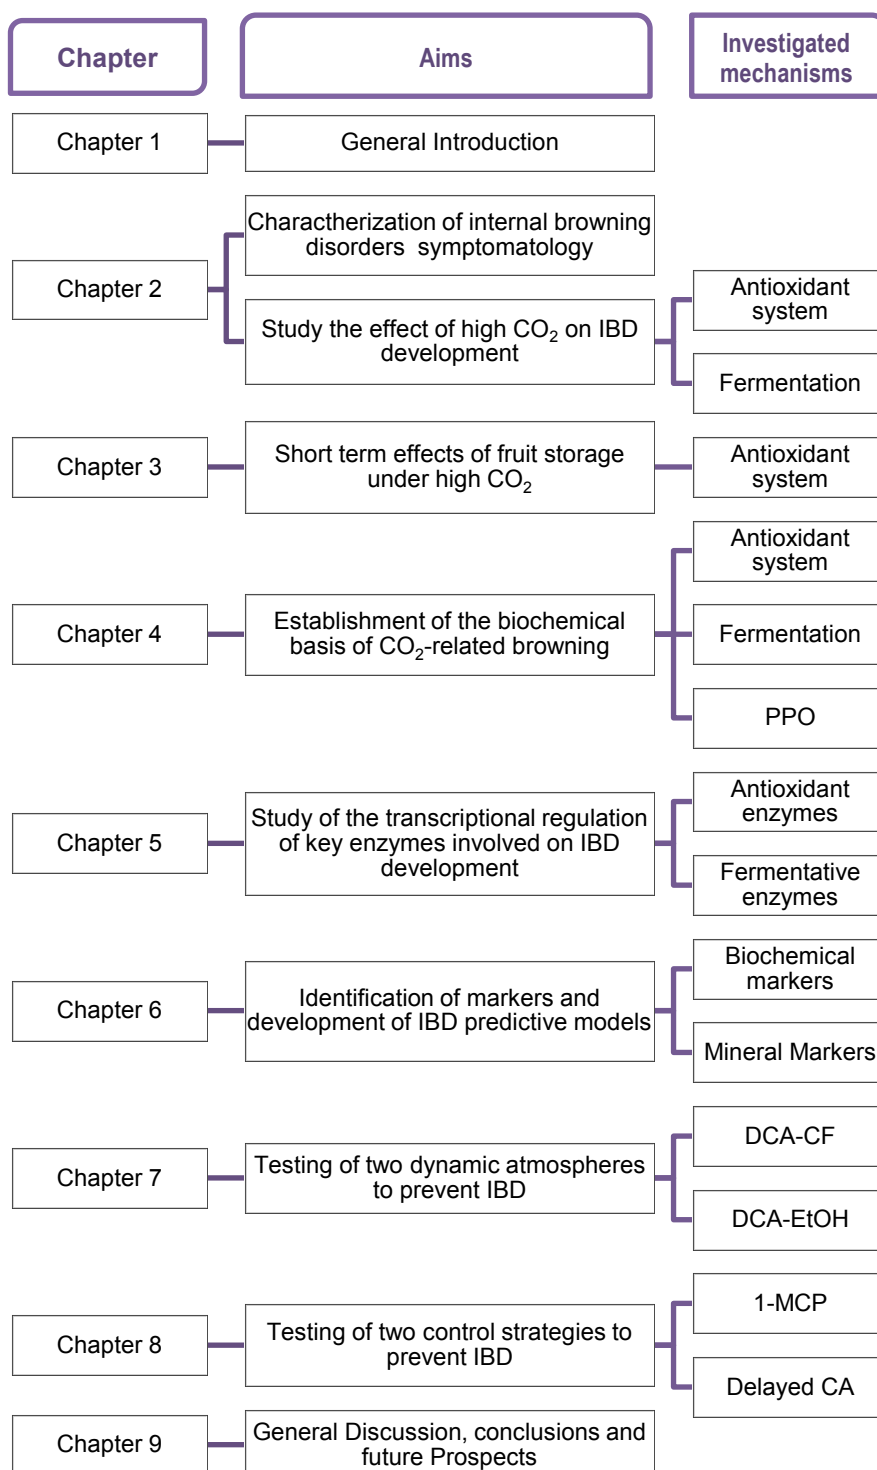 Chapter
Aims
Investigated
mechanisms
Chapter 1
General Introduction
Chapter 2
Charactherization of internal browning
disorders symptomatology
Study the effect of high CO₂ on IBD
development
Antioxidant
system
Fermentation
Chapter 3
Short term effects of fruit storage
under high CO₂
Antioxidant
system
Chapter 4
Establishment of the biochemical
basis of CO₂-related browning
Antioxidant
system
Fermentation
PPO
Chapter 5
Study of the transcriptional regulation
of key enzymes involved on IBD
development
Antioxidant
enzymes
Fermentative
enzymes
Chapter 6
Identification of markers and
development of IBD predictive models
Biochemical
markers
Mineral Markers
Chapter 7
Testing of two dynamic atmospheres
to prevent IBD
DCA-CF
DCA-EtOH
Chapter 8
Testing of two control strategies to
prevent IBD
1-MCP
Delayed CA
Chapter 9
General Discussion, conclusions and
future Prospects